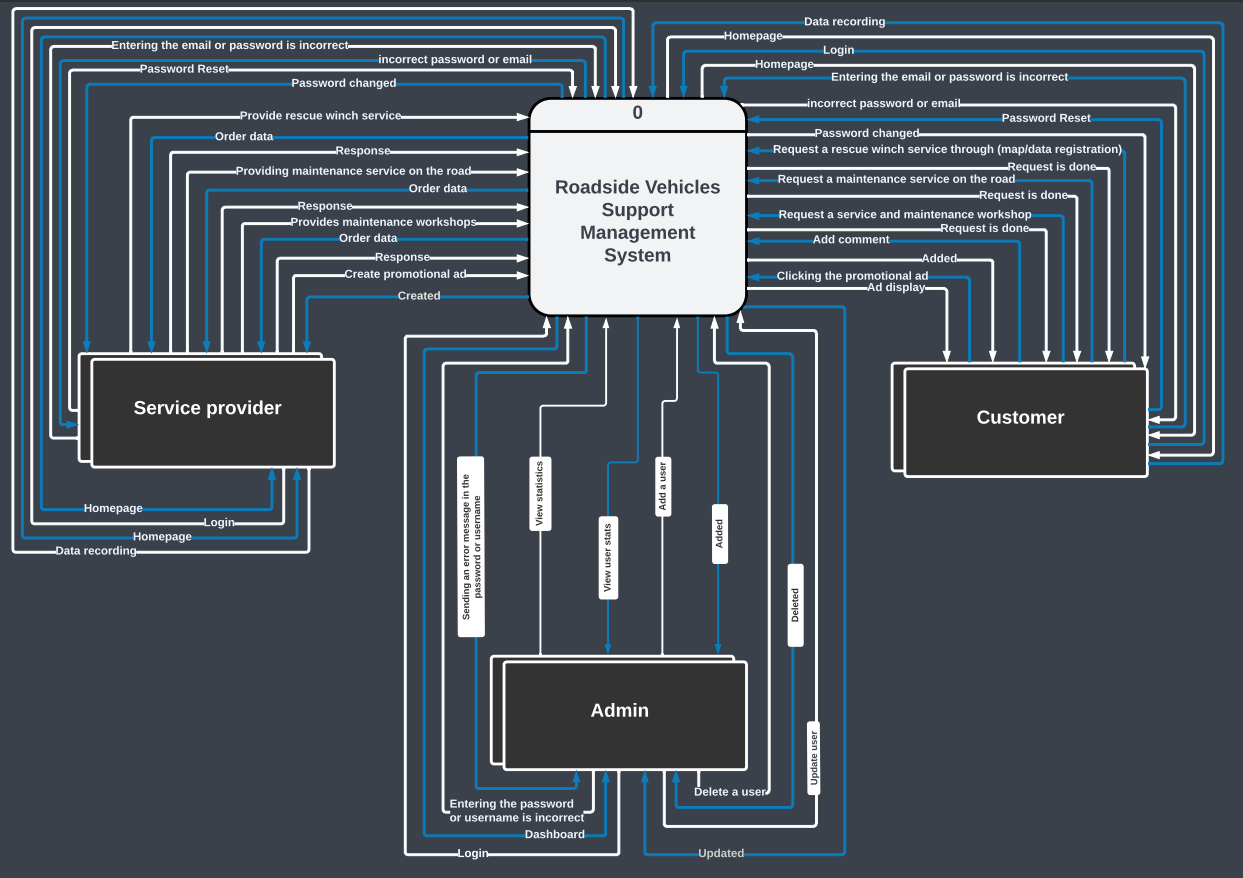 Data recording
Homepage
Entering the email or password is incorrect
Login
incorrect password or email
Homepage
Password Reset
Entering the email or password is incorrect
Password changed
0
incorrect password or email
Provide rescue winch service
Password Reset
Order data
Password changed
Response
Request a rescue winch service through (map/data registration)
Providing maintenance service on the road
Request is done
Order data
Request a maintenance service on the road
Roadside Vehicles
Support
Management
System
Request is done
Response
Request a service and maintenance workshop
Provides maintenance workshops
Request is done
Order data
Add comment
Response
Added
Create promotional ad
Clicking the promotional ad
Created
Ad display
Service provider
Customer
Homepage
Login
Homepage
Data recording
Sending an error message in the
password or username
View statistics
View user stats
Add a user
Added
Deleted
Update user
Admin
Delete a user
Entering the password
or username is incorrect
Dashboard
Login
Updated